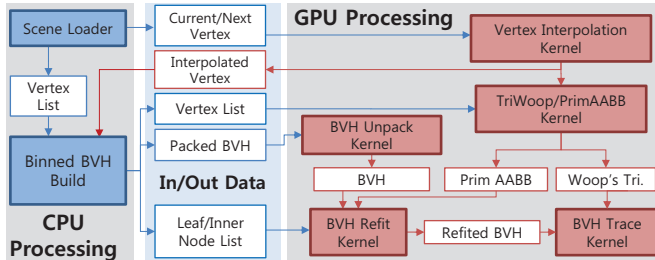 Scene Loader
Vertex
List
Binned BVH
Build
CPU
Processing
Current/Next
Vertex
Interpolated
Vertex
Vertex List
Packed BVH
In/Out Data
Leaf/Inner
Node List
GPU Processing
Vertex Interpolation
Kernel
TriWoop/PrimAABB
Kernel
BVH Unpack
Kernel
BVH
Prim AABB
Woop's Tri.
BVH Refit
Kernel
Refited BVH
BVH Trace
Kernel